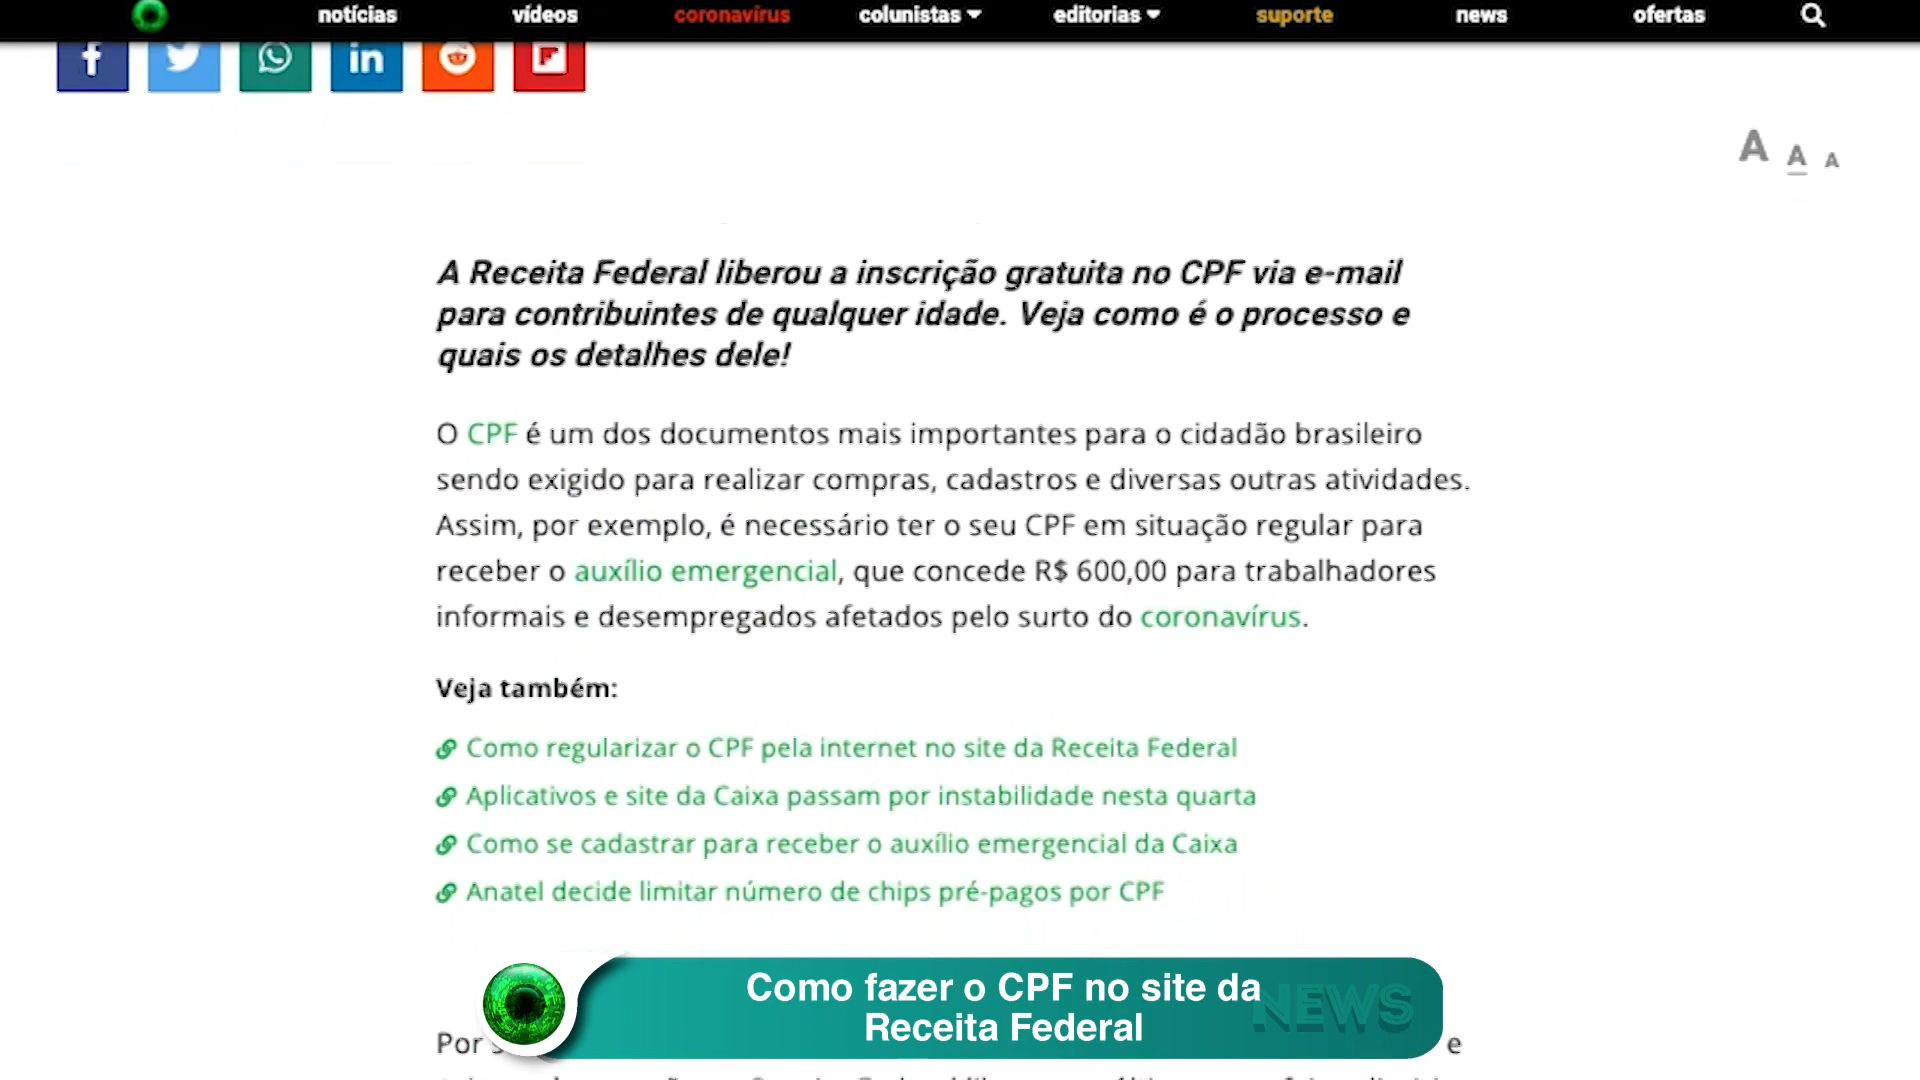 notícias vídeos coronavírus colunistas editorias suporte news ofertas
A A A
A Receita Federal liberou a inscrição gratuita no CPF via e-mail
para contribuintes de qualquer idade. Veja como é o processo e
quais os detalhes dele!
O CPF é um dos documentos mais importantes para o cidadão brasileiro
sendo exigido para realizar compras, cadastros e diversas outras atividades.
Assim, por exemplo, é necessário ter o seu CPF em situação regular para
receber o auxílio emergencial, que concede R$ 600,00 para trabalhadores
informais e desempregados afetados pelo surto do coronavírus.
Veja também:
Como regularizar o CPF pela internet no site da Receita Federal
Aplicativos e site da Caixa passam por instabilidade nesta quarta
Como se cadastrar para receber o auxílio emergencial da Caixa
Anatel decide limitar número de chips pré-pagos por CPF
Como fazer o CPF no site da
Receita Federal
NEWS
Por e